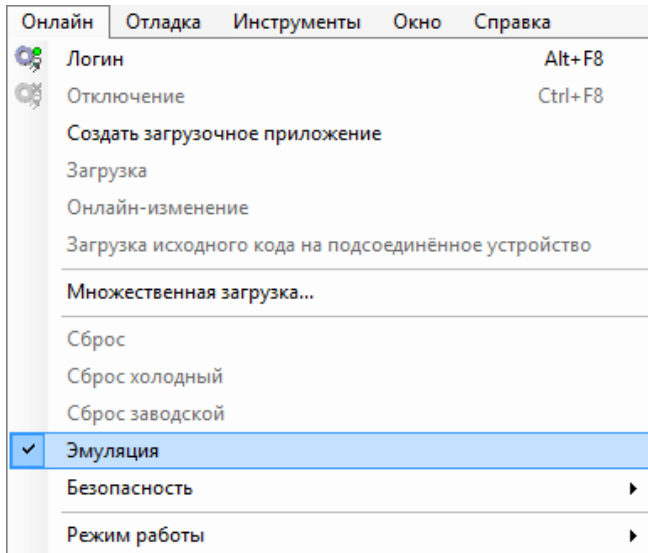 Онлайн Отладка Инструменты Окно Справка
Логин Alt+F8
Отключение Ctrl+F8
Создать загрузочное приложение
Загрузка
Онлайн-изменение
Загрузка исходного кода на подсоединённое устройство
Множественная загрузка...
Сброс
Сброс холодный
Сброс заводской
Эмуляция
Безопасность
Режим работы